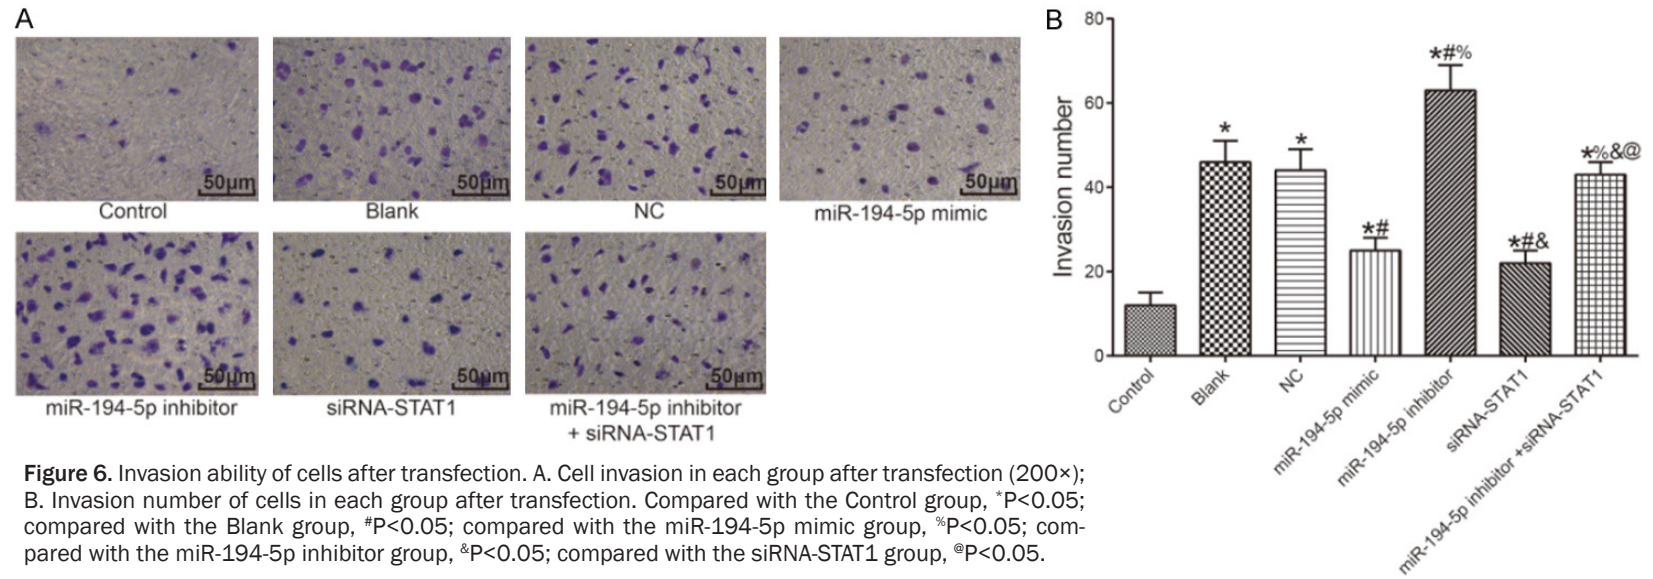 A
50μm
50μm
50μm
50μm
Control
Blank
NC
miR-194-5p mimic
50μm
50μm
50μm
miR-194-5p inhibitor
siRNA-STAT1
miR-194-5p inhibitor
+ siRNA-STAT1
B
Invasion number
80
60
40
20
0
*
*
*#
*#%
*#&
*%&@
Control
Blank
NC
miR-194-5p mimic
miR-194-5p inhibitor
siRNA-STAT1
miR-194-5p inhibitor +siRNA-STAT1
Figure 6. Invasion ability of cells after transfection. A. Cell invasion in each group after transfection (200×);
B. Invasion number of cells in each group after transfection. Compared with the Control group, *P<0.05;
compared with the Blank group, #P<0.05; compared with the miR-194-5p mimic group, %P<0.05; com-
pared with the miR-194-5p inhibitor group, &P<0.05; compared with the siRNA-STAT1 group, @P<0.05.